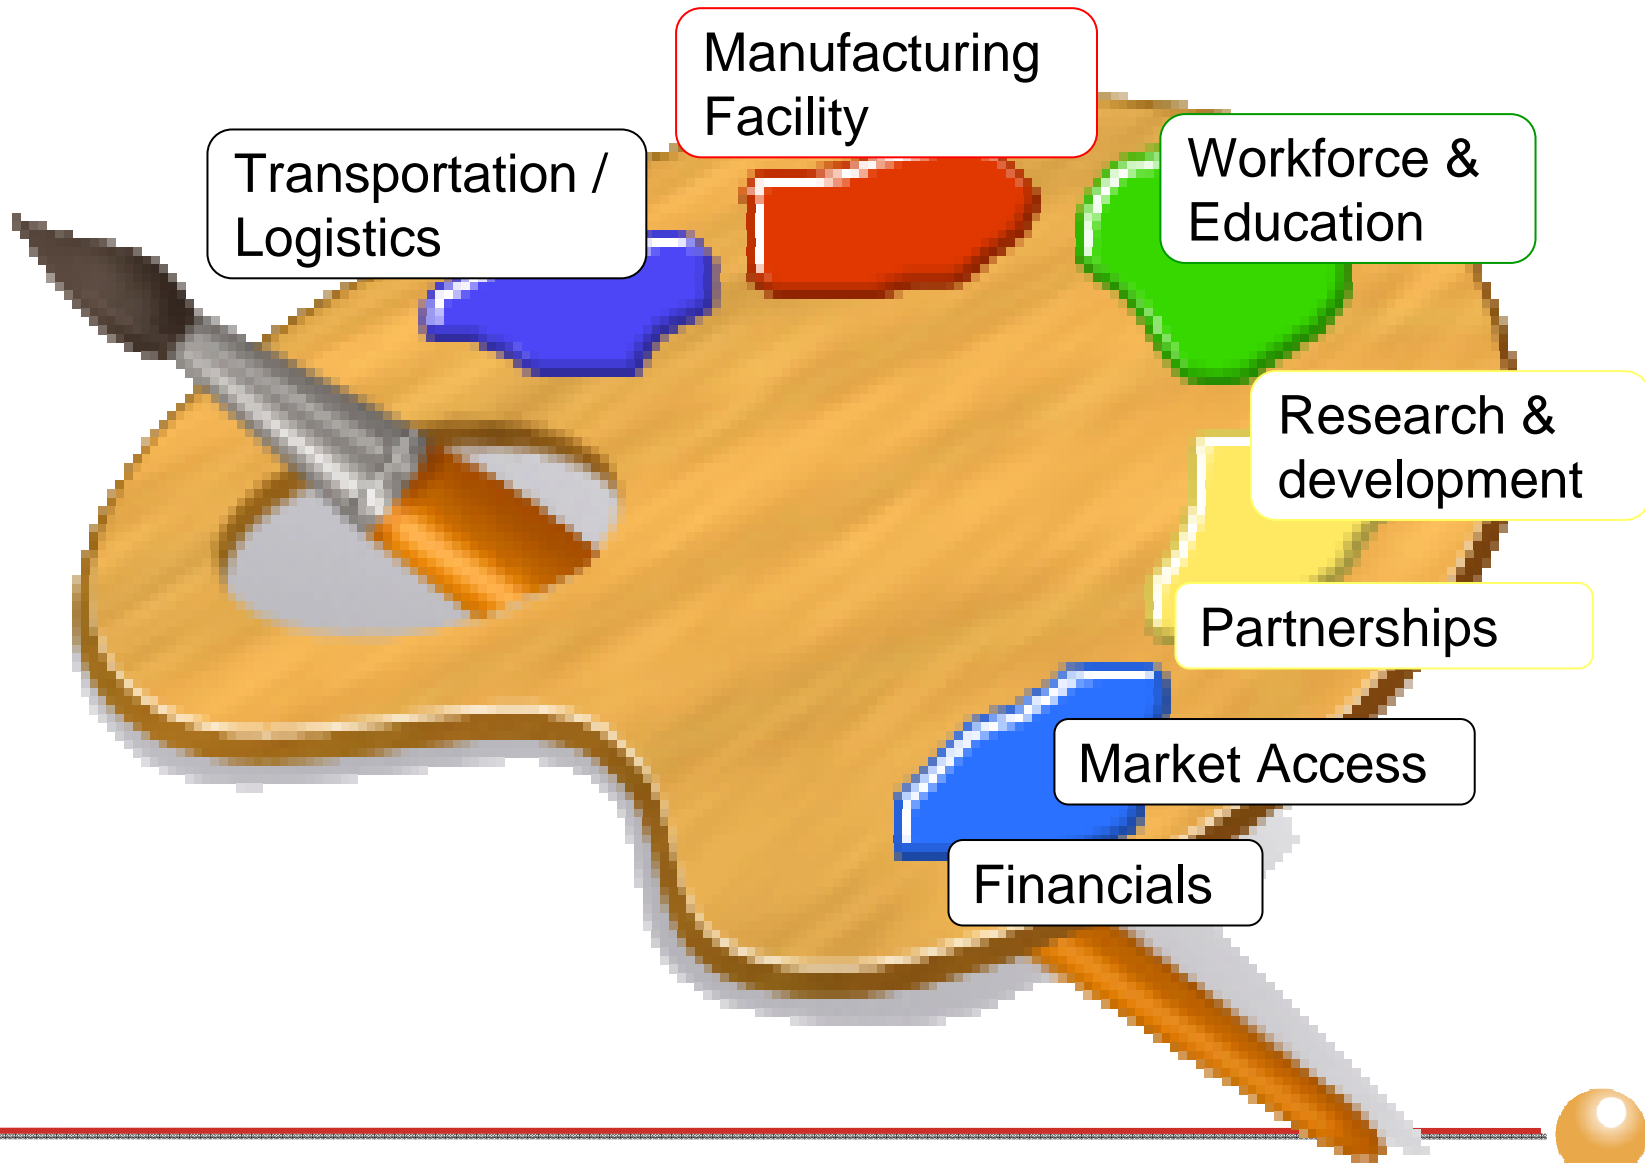 Manufacturing
Facility
Transportation /
Logistics
Workforce &
Education
Research &
development
Partnerships
Market Access
Financials